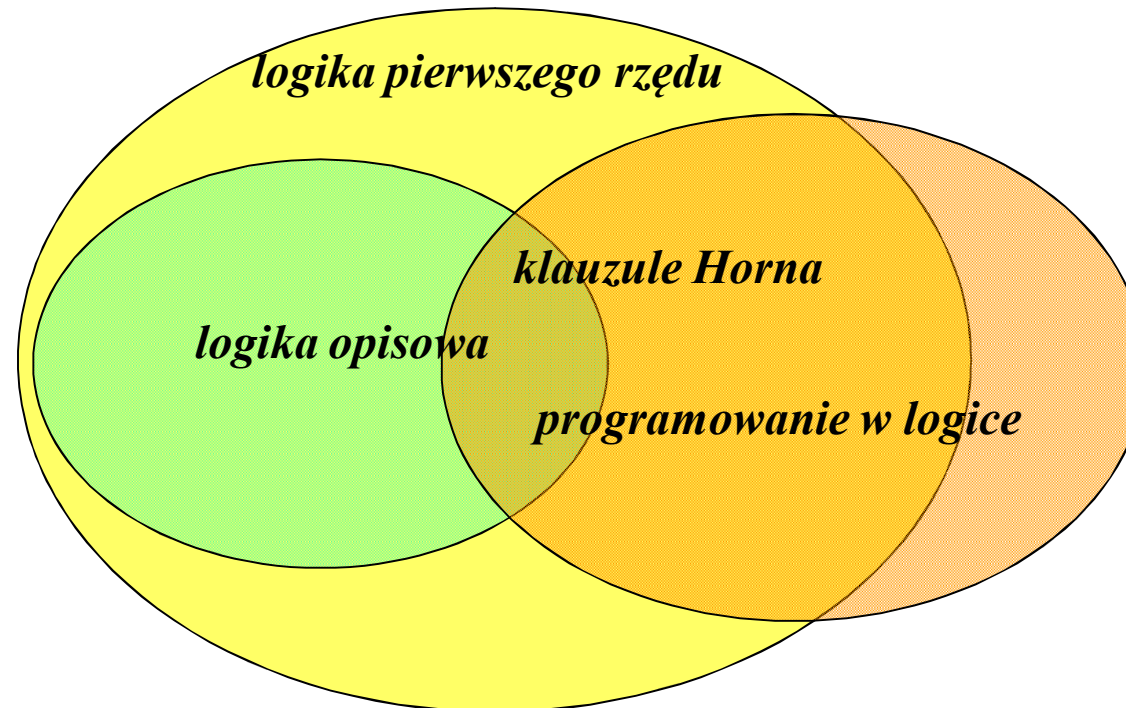 logika pierwszego rzędu
klauzule Horna
logika opisowa
programowanie w logice